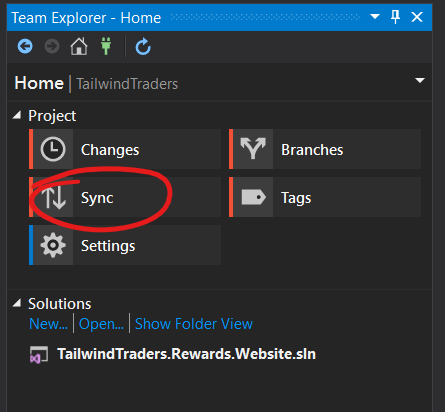 Team Explorer - Home
Home | TailwindTraders
Project
Changes
Branches
Sync
Tags
Settings
Solutions
New... | Open... | Show Folder View
TailwindTraders.Rewards.Website.sln